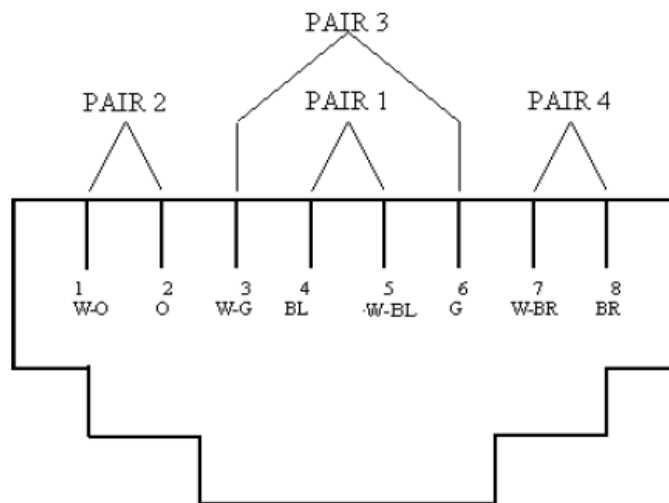 PAIR 3
PAIR 2 PAIR 1 PAIR 4
1 2 3 4 5 6 7 8
W-O O W-G BL -W-BL G W-BR BR